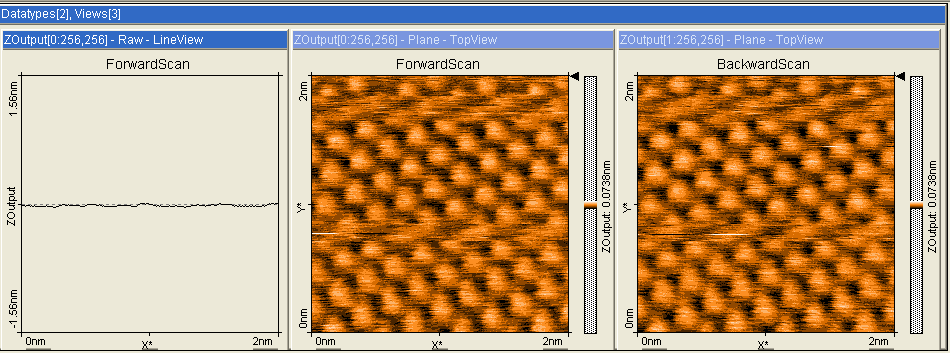 Datatypes[2], Views[3]
ZOutput[0:256,256] - Raw - LineView
ForwardScan
1.56nm
ZOutput
-1.56nm
0nm
X*
2nm
ZOutput[0:256,256] - Plane - TopView
ForwardScan
2nm
Y*
0nm
0nm
X*
2nm
ZOutput: 0.0738nm
ZOutput[1:256,256] - Plane - TopView
BackwardScan
2nm
Y*
0nm
0nm
X*
2nm
ZOutput: 0.0738nm